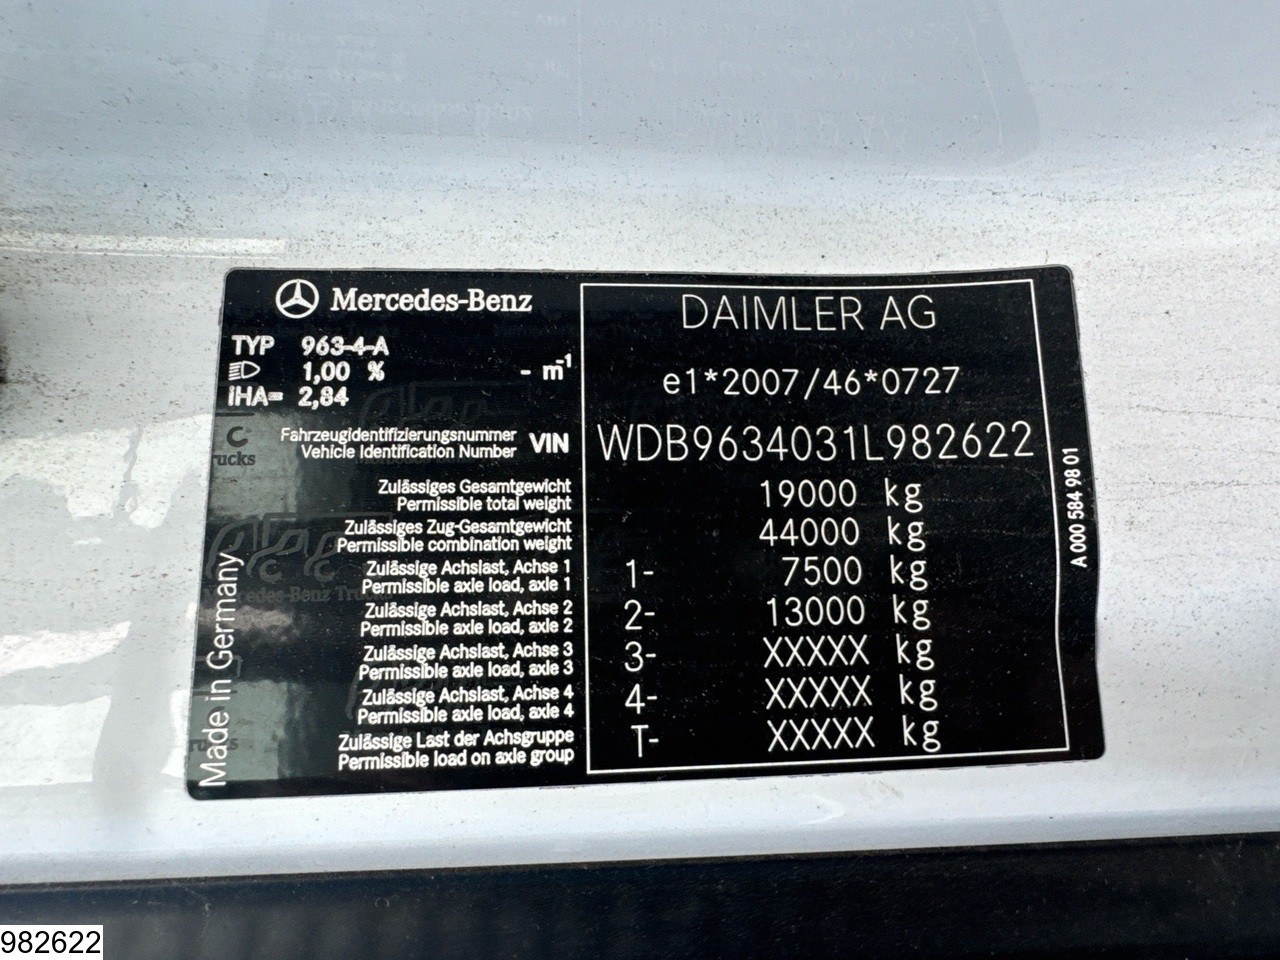 Mercedes-Benz
TYP 963-4-A
1,00 % - m-1
iHA= 2,84
DAIMLER AG
e1*2007/46*0727
Fahrzeugidentifizierungsnummer
Vehicle Identification Number VIN WDB9634031L982622
Zulässiges Gesamtgewicht
Permissible total weight 19000 kg
Zulässiges Zug-Gesamtgewicht
Permissible combination weight 44000 kg
Zulässige Achslast, Achse 1
Permissible axle load, axle 1 1- 7500 kg
Zulässige Achslast, Achse 2
Permissible axle load, axle 2 2- 13000 kg
Zulässige Achslast, Achse 3
Permissible axle load, axle 3 3- XXXXX kg
Zulässige Achslast, Achse 4
Permissible axle load, axle 4 4- XXXXX kg
Zulässige Last der Achsgruppe
Permissible load on axle group T- XXXXX kg
Made in Germany
A 000 584 98 01
982622